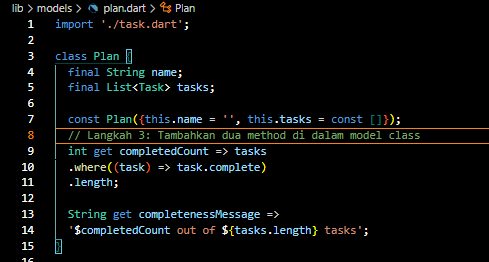 lib > models > plan.dart > Plan
1 import './task.dart';
2
3 class Plan {
4 final String name;
5 final List<Task> tasks;
6
7 const Plan({this.name = '', this.tasks = const []});
8 // Langkah 3: Tambahkan dua method di dalam model class
9 int get completedCount => tasks
10 .where((task) => task.complete)
11 .length;
12
13 String get completenessMessage =>
14 '$completedCount out of ${tasks.length} tasks';
15 }
16